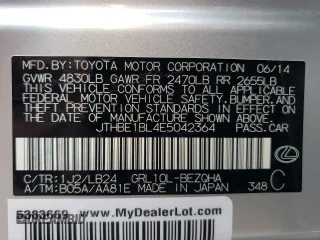 MFD. BY: TOYOTA MOTOR CORPORATION 06/14
GVWR 4830LB GAWR FR 2470LB RR 2655LB
THIS VEHICLE CONFORMS TO ALL APPLICABLE
FEDERAL MOTOR VEHICLE SAFETY, BUMPER, AND
THEFT PREVENTION STANDARDS IN EFFECT ON
THE DATE OF MANUFACTURE SHOWN ABOVE.
JTHBE1BL4E5042364 PASS. CAR
C/TR: 1J2/LB24 GRL10L-BEZQHA
A/TM: B05A/AA81E MADE IN JAPAN 348 C
5383669 www.MyDealerLot.com